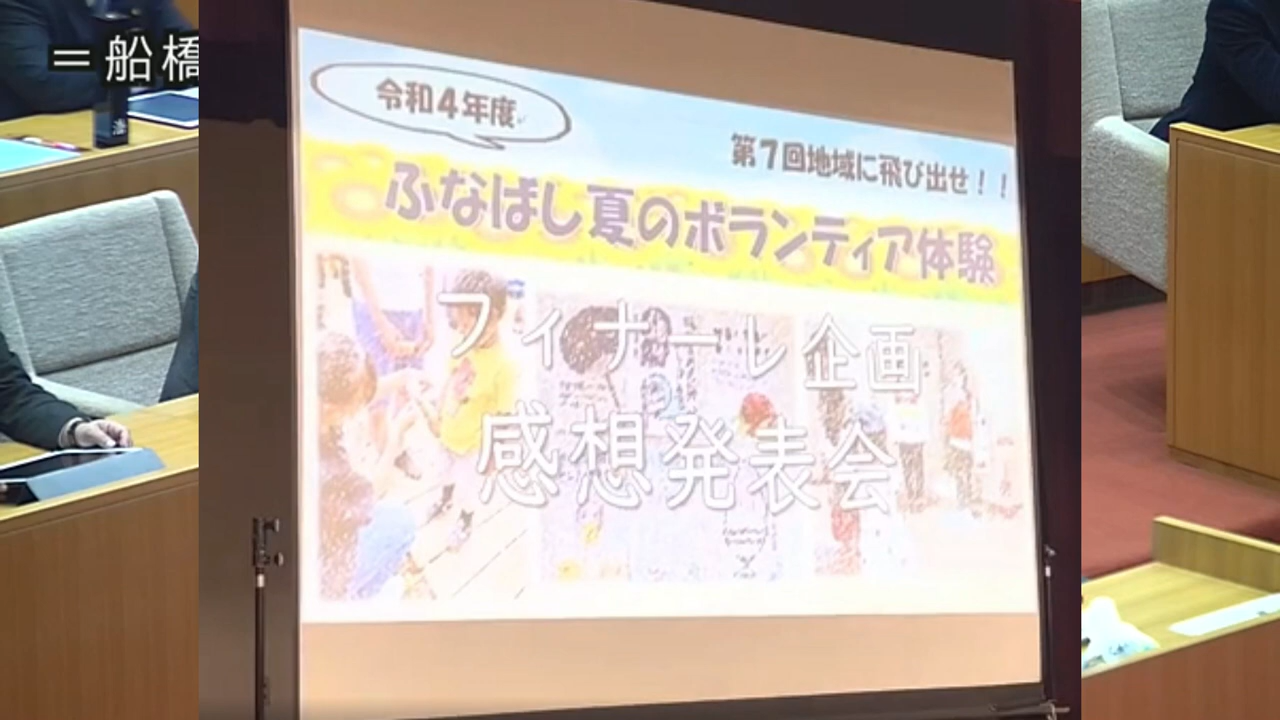 ＝船橋
令和4年度
第7回地域に飛び出せ！！
ふなばし夏のボランティア体験
フィナーレ企画
感想発表会